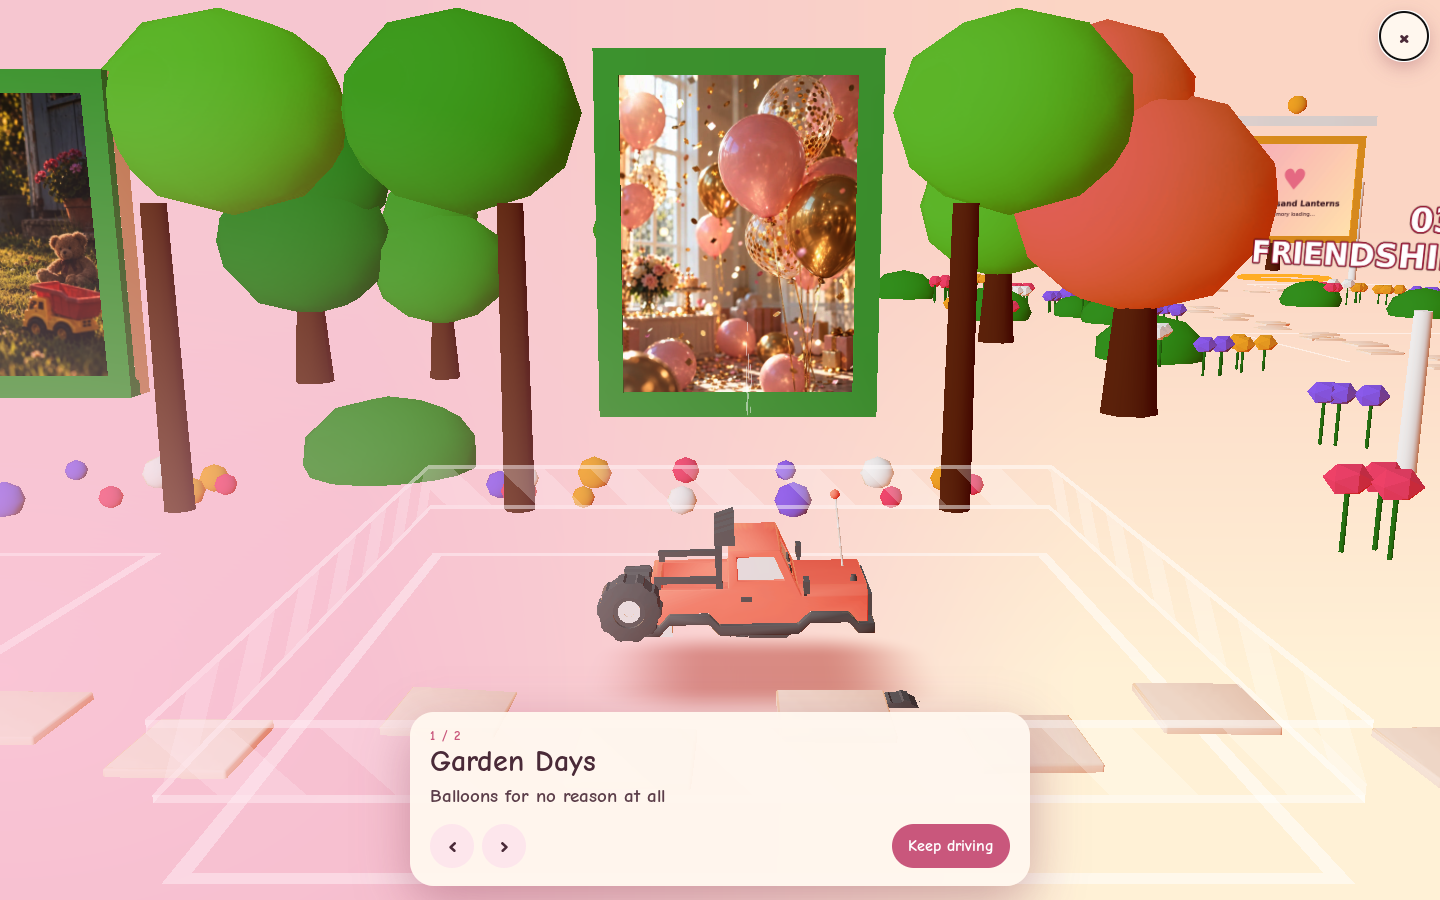 sand Lanterns
03
FRIENDSHI
1 / 2
Garden Days
Balloons for no reason at all
Keep driving